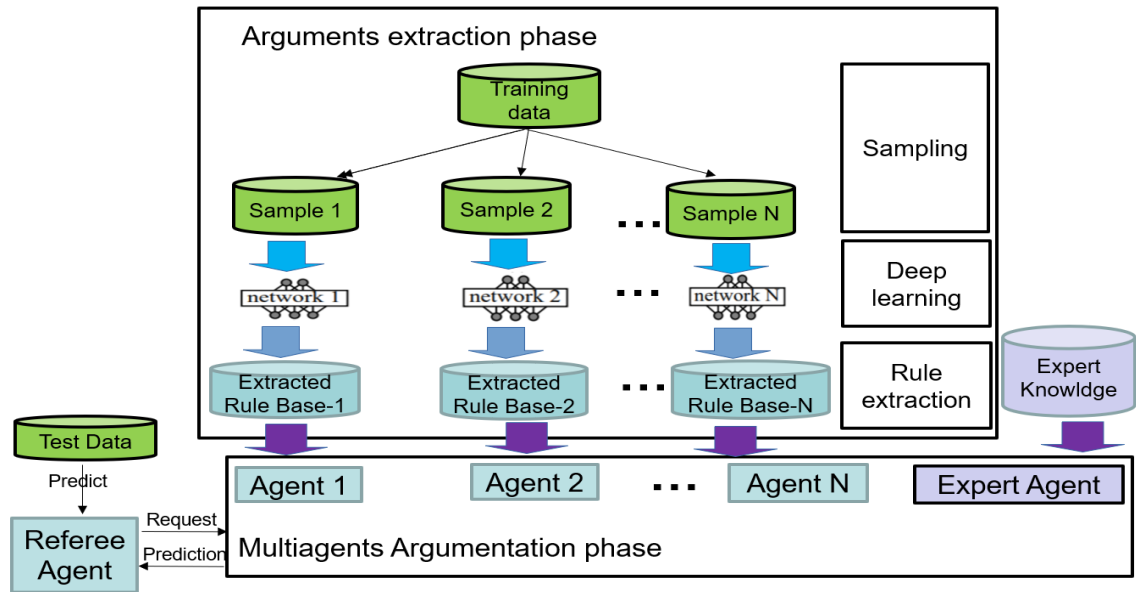 Arguments extraction phase
Training
data
Sampling
Sample 1
Sample 2
...
Sample N
network 1
network 2
...
network N
Deep
learning
Extracted
Rule Base-1
Extracted
Rule Base-2
...
Extracted
Rule Base-N
Rule
extraction
Expert
Knowldge
Test Data
Predict
Agent 1
Agent 2
...
Agent N
Expert Agent
Request
Referee
Agent
Prediction
Multiagents Argumentation phase